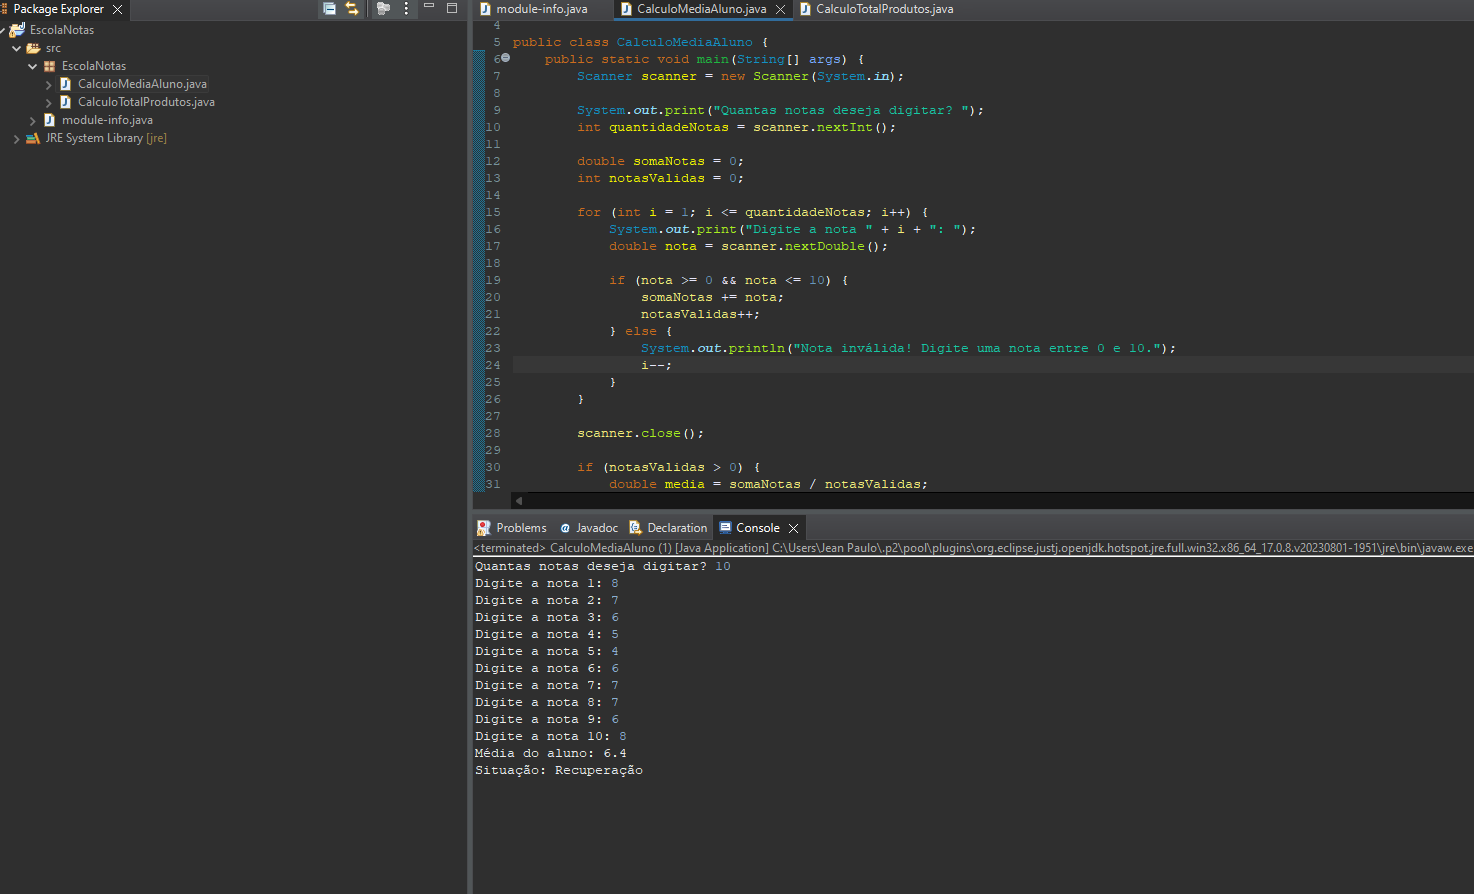 Package Explorer
EscolaNotas
src
EscolaNotas
CalculoMediaAluno.java
CalculoTotalProdutos.java
module-info.java
JRE System Library [jre]
module-info.java
CalculoMediaAluno.java
CalculoTotalProdutos.java
4
5 public class CalculoMediaAluno {
6 public static void main(String[] args) {
7 Scanner scanner = new Scanner(System.in);
8
9 System.out.print("Quantas notas deseja digitar? ");
10 int quantidadeNotas = scanner.nextInt();
11
12 double somaNotas = 0;
13 int notasValidas = 0;
14
15 for (int i = 1; i <= quantidadeNotas; i++) {
16 System.out.print("Digite a nota " + i + ": ");
17 double nota = scanner.nextDouble();
18
19 if (nota >= 0 && nota <= 10) {
20 somaNotas += nota;
21 notasValidas++;
22 } else {
23 System.out.println("Nota inválida! Digite uma nota entre 0 e 10.");
24 i--;
25 }
26 }
27
28 scanner.close();
29
30 if (notasValidas > 0) {
31 double media = somaNotas / notasValidas;
Problems
Javadoc
Declaration
Console
<terminated> CalculoMediaAluno (1) [Java Application] C:\Users\Jean Paulo\.p2\pool\plugins\org.eclipse.justj.openjdk.hotspot.jre.full.win32.x86_64_17.0.8.v20230801-1951\jre\bin\javaw.exe
Quantas notas deseja digitar? 10
Digite a nota 1: 8
Digite a nota 2: 7
Digite a nota 3: 6
Digite a nota 4: 5
Digite a nota 5: 4
Digite a nota 6: 6
Digite a nota 7: 7
Digite a nota 8: 7
Digite a nota 9: 6
Digite a nota 10: 8
Média do aluno: 6.4
Situação: Recuperação